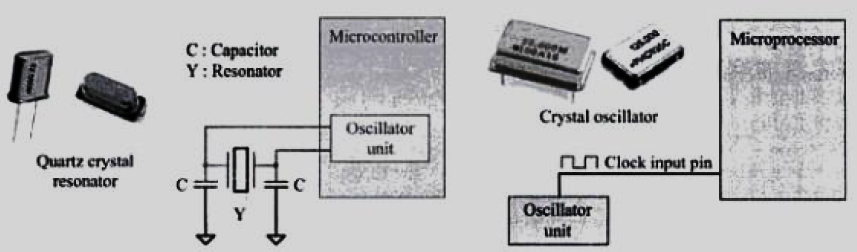 C : Capacitor
Y : Resonator
Quartz crystal
resonator
Microcontroller
Oscillator
unit
C
C
Y
Crystal oscillator
Microprocessor
Clock input pin
Oscillator
unit